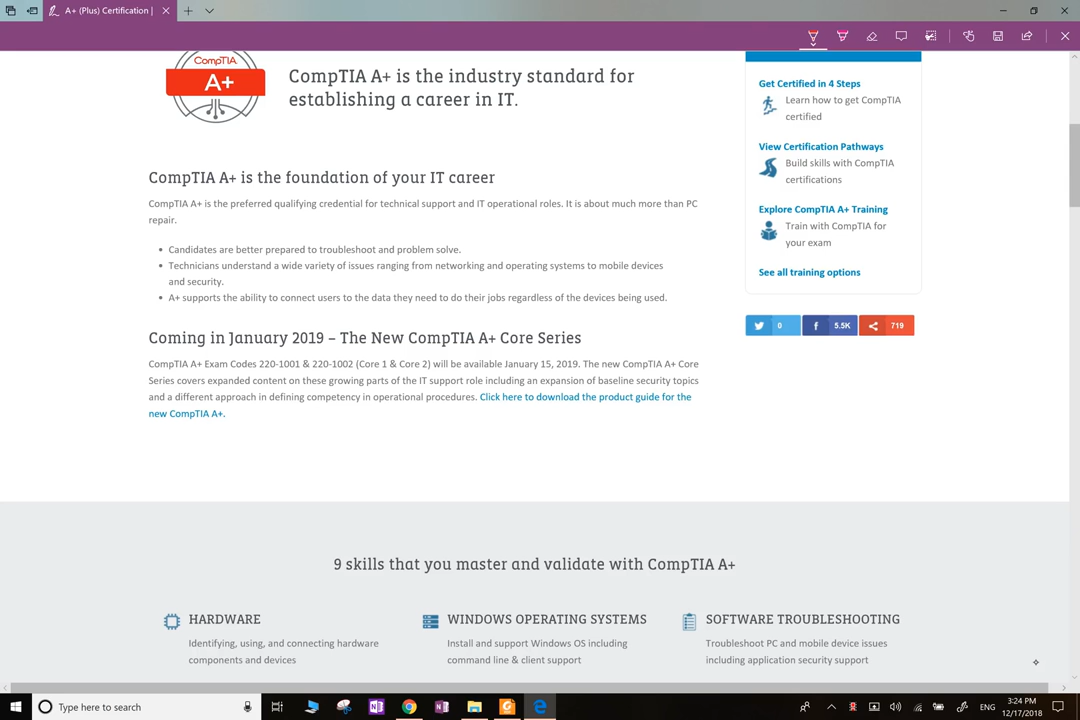 A+ (Plus) Certification |
CompTIA
A+
CompTIA A+ is the industry standard for
establishing a career in IT.
CompTIA A+ is the foundation of your IT career
CompTIA A+ is the preferred qualifying credential for technical support and IT operational roles. It is about much more than PC
repair.
Candidates are better prepared to troubleshoot and problem solve.
Technicians understand a wide variety of issues ranging from networking and operating systems to mobile devices
and security.
A+ supports the ability to connect users to the data they need to do their jobs regardless of the devices being used.
Coming in January 2019 – The New CompTIA A+ Core Series
CompTIA A+ Exam Codes 220-1001 & 220-1002 (Core 1 & Core 2) will be available January 15, 2019. The new CompTIA A+ Core
Series covers expanded content on these growing parts of the IT support role including an expansion of baseline security topics
and a different approach in defining competency in operational procedures. Click here to download the product guide for the
new CompTIA A+.
Get Certified in 4 Steps
Learn how to get CompTIA
certified
View Certification Pathways
Build skills with CompTIA
certifications
Explore CompTIA A+ Training
Train with CompTIA for
your exam
See all training options
0
5.5K
719
9 skills that you master and validate with CompTIA A+
HARDWARE
Identifying, using, and connecting hardware
components and devices
WINDOWS OPERATING SYSTEMS
Install and support Windows OS including
command line & client support
SOFTWARE TROUBLESHOOTING
Troubleshoot PC and mobile device issues
including application security support
Type here to search
ENG
3:24 PM
12/17/2018